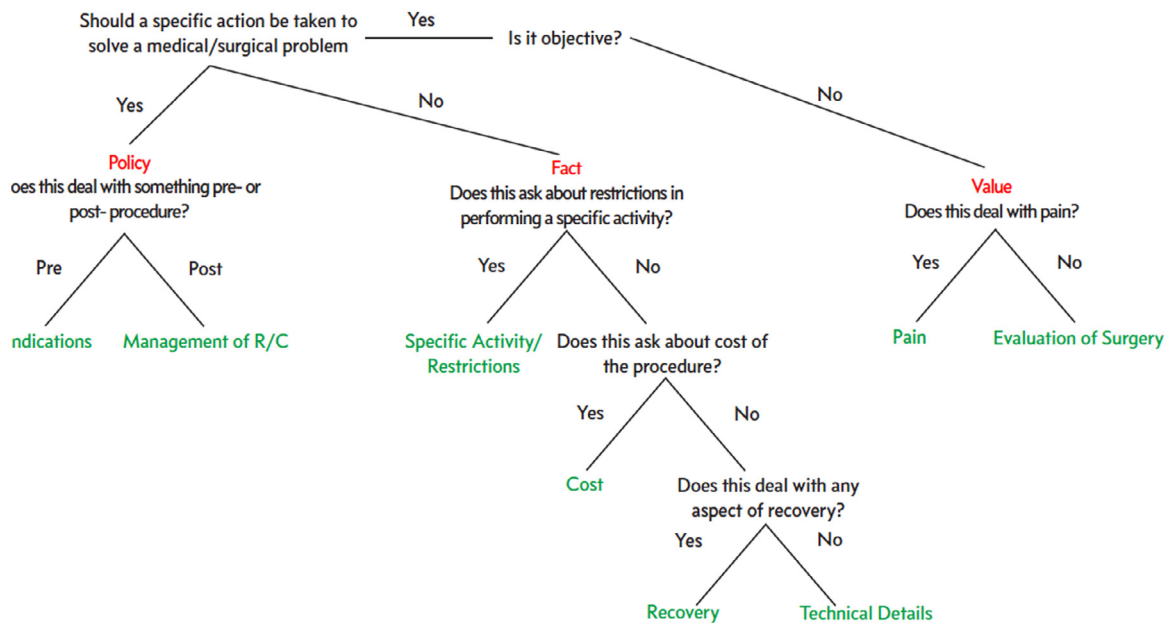 Should a specific action be taken to
solve a medical/surgical problem
Yes
Is it objective?
Yes
No
No
Policy
oes this deal with something pre- or
post- procedure?
Fact
Does this ask about restrictions in
performing a specific activity?
Value
Does this deal with pain?
Pre
Post
Yes
No
Yes
No
ndications
Management of R/C
Specific Activity/
Restrictions
Does this ask about cost of
the procedure?
Pain
Evaluation of Surgery
Yes
No
Cost
Does this deal with any
aspect of recovery?
Yes
No
Recovery
Technical Details